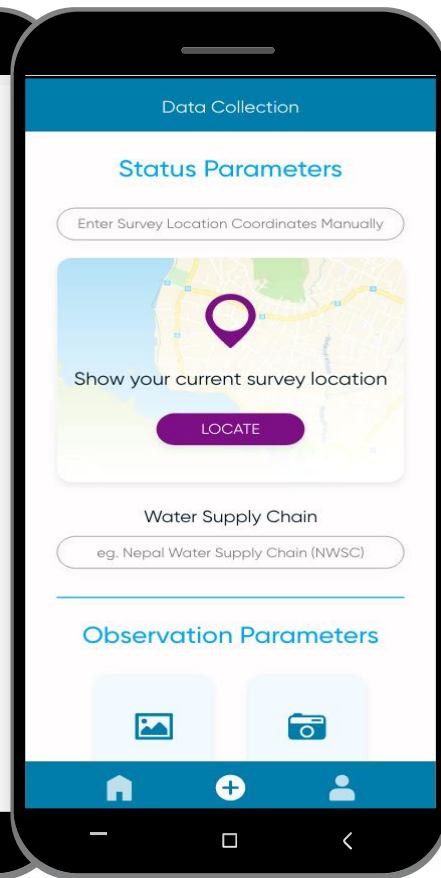 Data Collection
Status Parameters
Enter Survey Location Coordinates Manually
Show your current survey location
LOCATE
Water Supply Chain
eg. Nepal Water Supply Chain (NWSC)
Observation Parameters